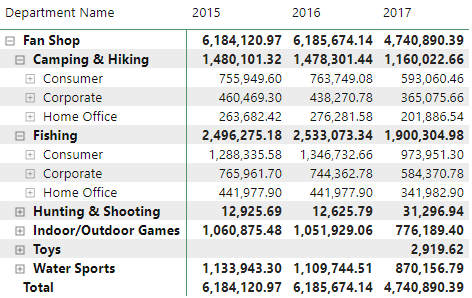 Department Name 2015 2016 2017
Fan Shop 6,184,120.97 6,185,674.14 4,740,890.39
Camping & Hiking 1,480,101.32 1,478,301.44 1,160,022.66
Consumer 755,949.60 763,749.08 593,060.46
Corporate 460,469.30 438,270.78 365,075.66
Home Office 263,682.42 276,281.58 201,886.54
Fishing 2,496,275.18 2,533,073.34 1,900,304.98
Consumer 1,288,335.58 1,346,732.66 973,951.30
Corporate 765,961.70 744,362.78 584,370.78
Home Office 441,977.90 441,977.90 341,982.90
Hunting & Shooting 12,925.69 12,625.79 31,296.94
Indoor/Outdoor Games 1,060,875.48 1,051,929.06 776,189.40
Toys 2,919.62
Water Sports 1,133,943.30 1,109,744.51 870,156.79
Total 6,184,120.97 6,185,674.14 4,740,890.39